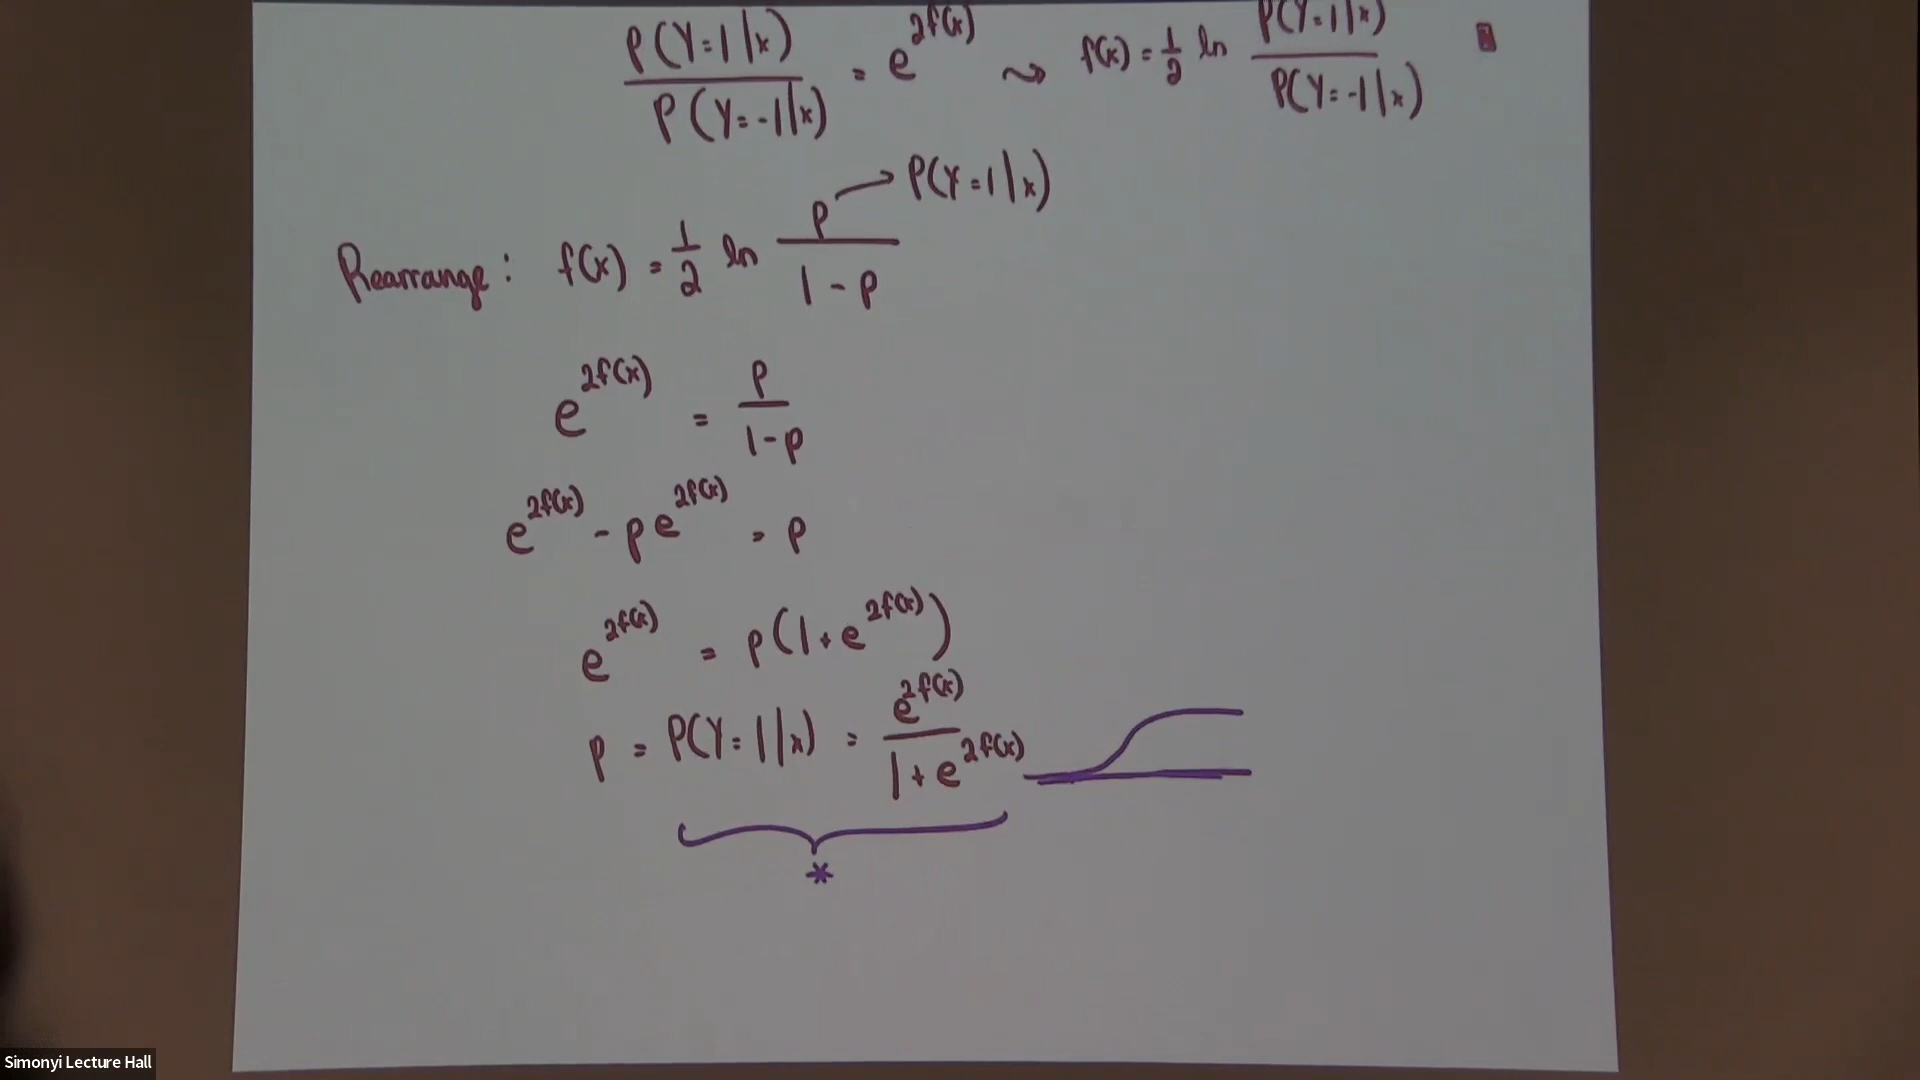 P(Y=1|x) / P(Y=-1|x) = e^{2f(x)} ⇝ f(x) = 1/2 ln P(Y=1|x) / P(Y=-1|x)
p → P(Y=1|x)
Rearrange: f(x) = 1/2 ln p / 1-p
e^{2f(x)} = p / 1-p
e^{2f(x)} - pe^{2f(x)} = p
e^{2f(x)} = p(1+e^{2f(x)})
p = P(Y=1|x) = e^{2f(x)} / 1+e^{2f(x)}
*
Simonyi Lecture Hall